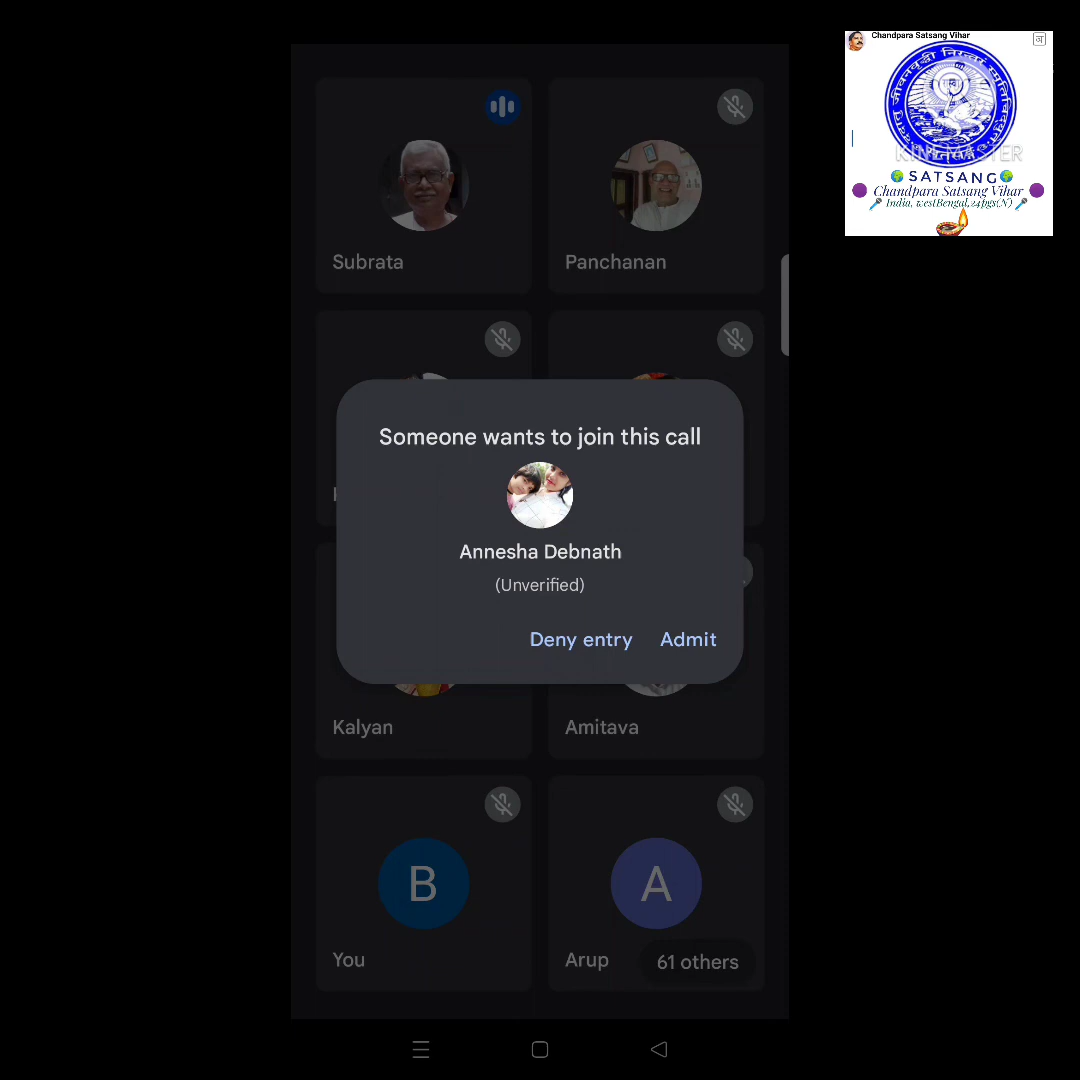 Chandpara Satsang Vihar
अ
KINEMASTER
SATSANG
Chandpara Satsang Vihar
India, westBengal,24pgs(N)
Subrata
Panchanan
Someone wants to join this call
Annesha Debnath
(Unverified)
Deny entry
Admit
Kalyan
Amitava
B
A
You
Arup
61 others